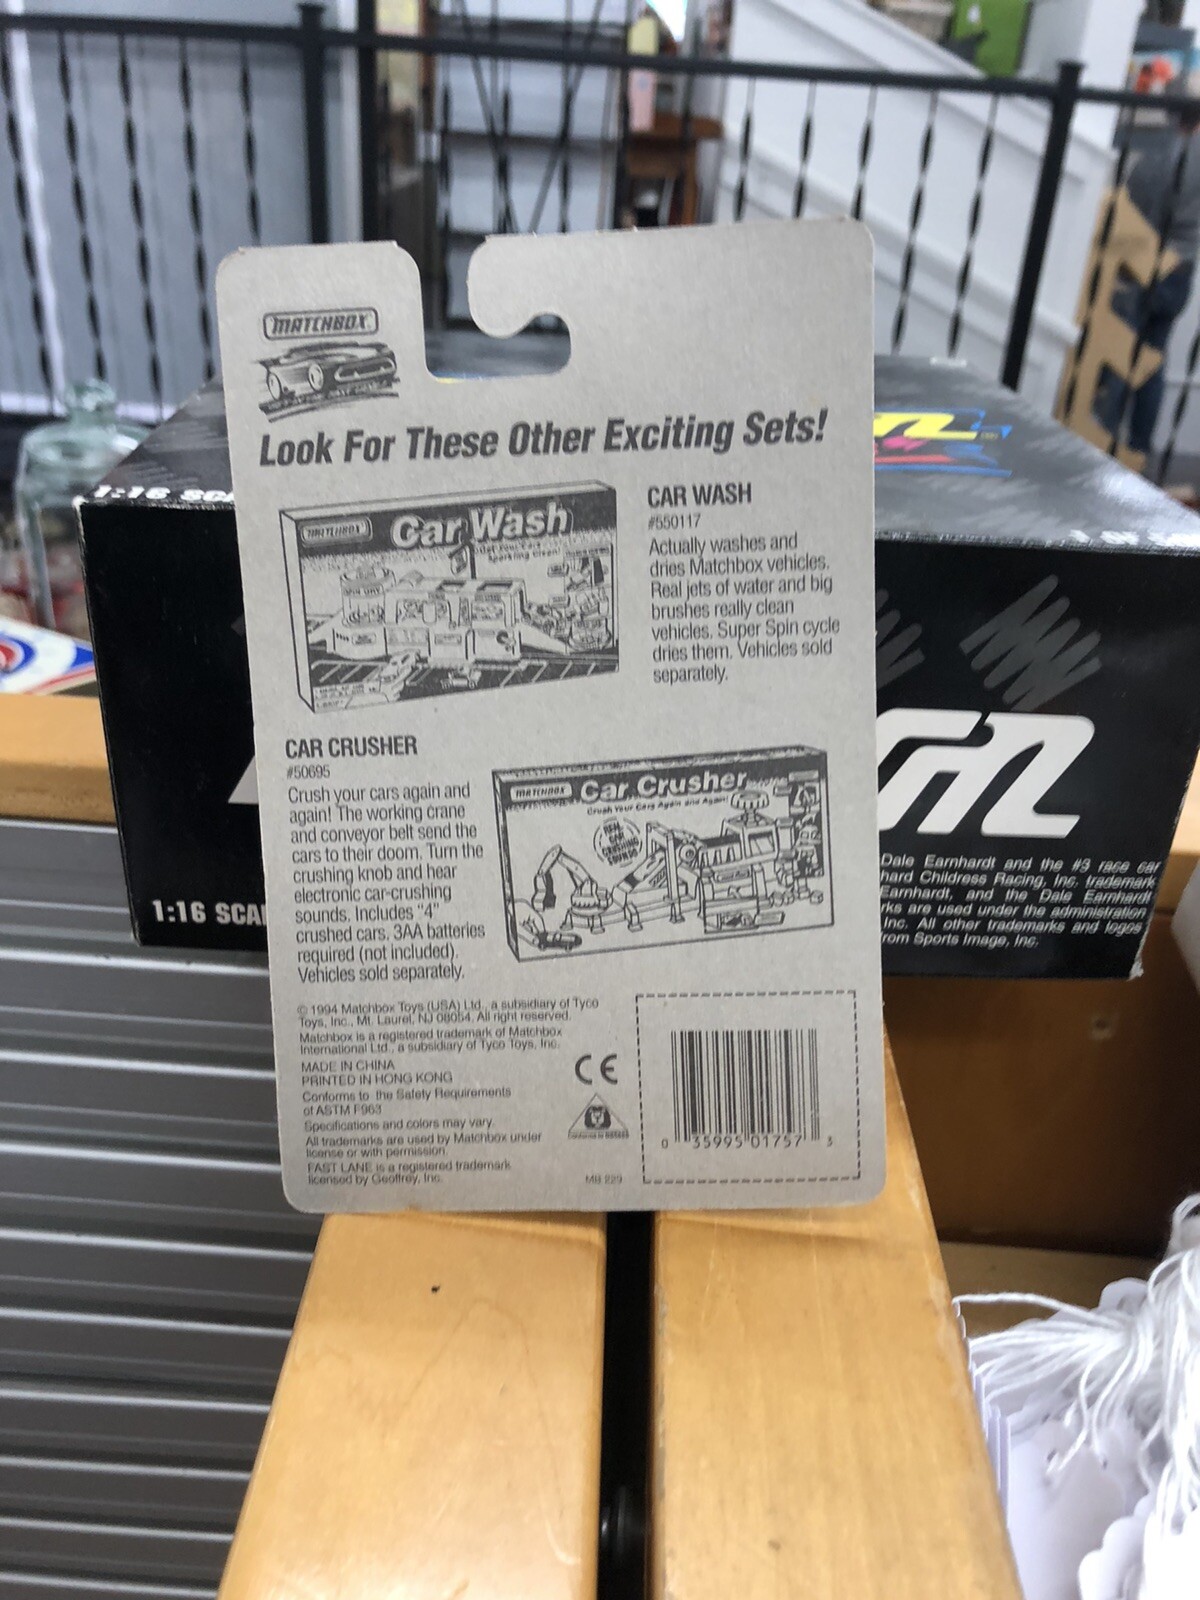 MATCHBOX
Look For These Other Exciting Sets!
MATCHBOX
Car Wash
Sparkling Clean!
CAR WASH
#550117
Actually washes and
dries Matchbox vehicles.
Real jets of water and big
brushes really clean
vehicles. Super Spin cycle
dries them. Vehicles sold
separately.
CAR CRUSHER
#50695
Crush your cars again and
again! The working crane
and conveyor belt send the
cars to their doom. Turn the
crushing knob and hear
electronic car-crushing
sounds. Includes "4"
crushed cars. 3AA batteries
required (not included).
Vehicles sold separately.
MATCHBOX
Car Crusher
Crush Your Cars Again and Again!
REAL
CAR
CRUSHING
SOUNDS
© 1994 Matchbox Toys (USA) Ltd., a subsidiary of Tyco
Toys, Inc., Mt. Laurel, NJ 08054. All right reserved.
Matchbox is a registered trademark of Matchbox
International Ltd., a subsidiary of Tyco Toys, Inc.
MADE IN CHINA
PRINTED IN HONG KONG
Conforms to the Safety Requirements
of ASTM F963
Specifications and colors may vary.
All trademarks are used by Matchbox under
license or with permission.
FAST LANE is a registered trademark
licensed by Geoffrey, Inc.
CE
MB 229
0 35995 01757 3
1:16 SCA
1:16 SCAL
Dale Earnhardt and the #3 race car
hard Childress Racing, Inc. trademark
Earnhardt, and the Dale Earnhardt
rks are used under the administration
Inc. All other trademarks and logos
rom Sports Image, Inc.